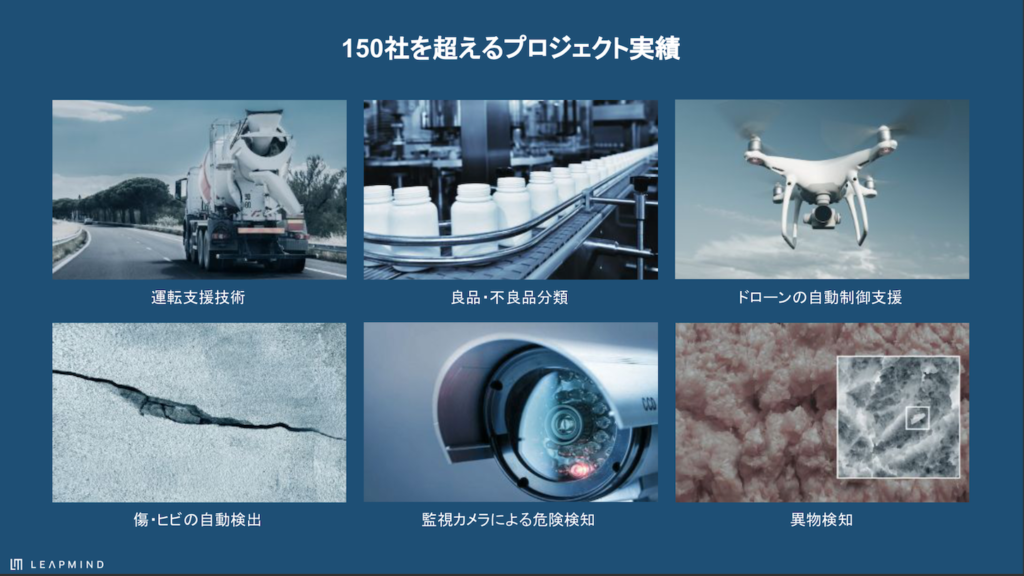 150社を超えるプロジェクト実績
運転支援技術
良品・不良品分類
ドローンの自動制御支援
CCD
傷・ヒビの自動検出
監視カメラによる危険検知
異物検知
LEAPMIND